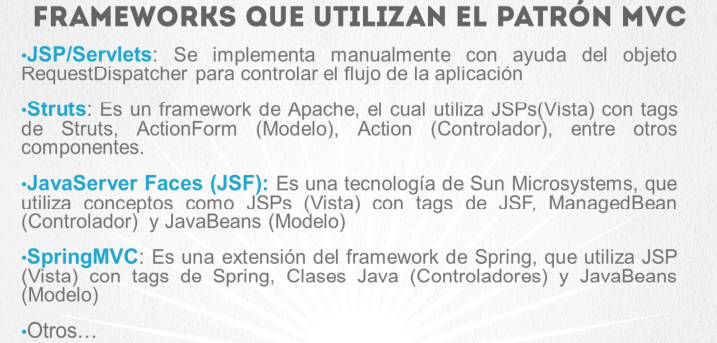 FRAMEWORKS QUE UTILIZAN EL PATRÓN MVC
•JSP/Servlets: Se implementa manualmente con ayuda del objeto
RequestDispatcher para controlar el flujo de la aplicación
•Struts: Es un framework de Apache, el cual utiliza JSPs(Vista) con tags
de Struts, ActionForm (Modelo), Action (Controlador), entre otros
componentes.
•JavaServer Faces (JSF): Es una tecnología de Sun Microsystems, que
utiliza conceptos como JSPs (Vista) con tags de JSF, ManagedBean
(Controlador) y JavaBeans (Modelo)
•SpringMVC: Es una extensión del framework de Spring, que utiliza JSP
(Vista) con tags de Spring, Clases Java (Controladores) y JavaBeans
(Modelo)
•Otros…